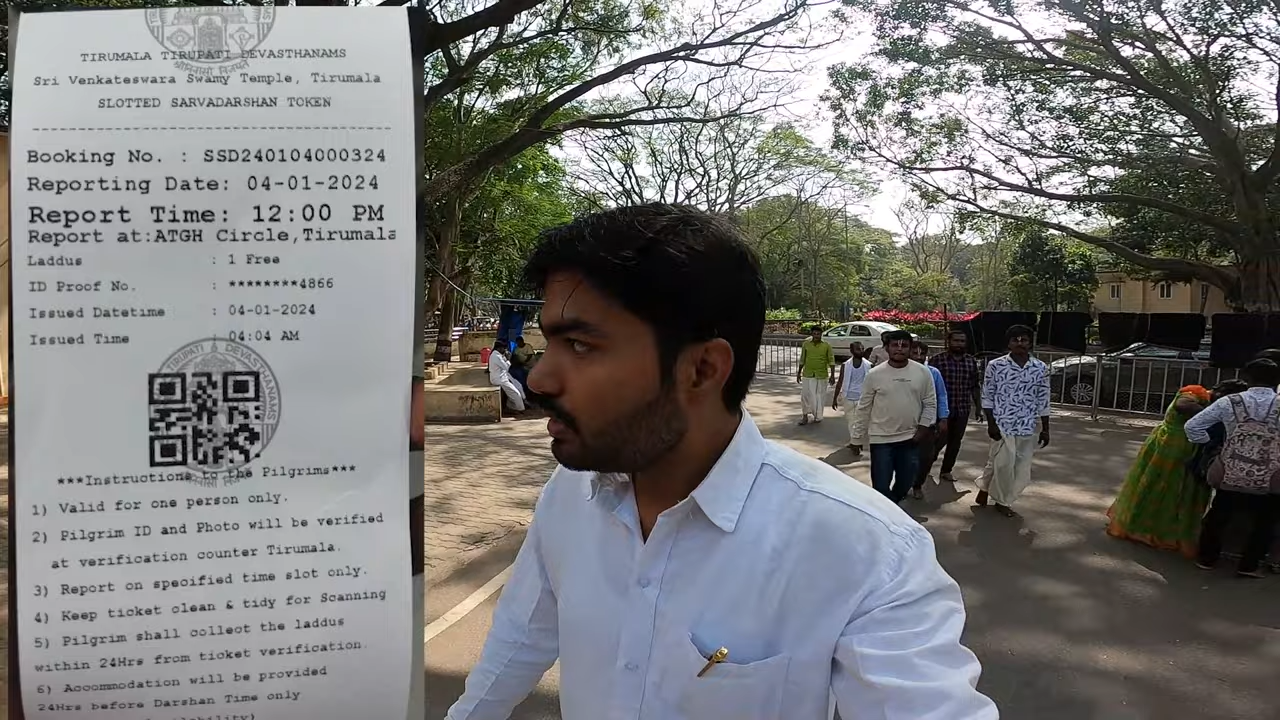 TIRUMALA TIRUPATI DEVASTHANAMS
Sri Venkateswara Swamy Temple, Tirumala
SLOTTED SARVADARSHAN TOKEN
Booking No. : SSD240104000324
Reporting Date: 04-01-2024
Report Time: 12:00 PM
Report at:ATGH Circle,Tirumala
Laddus : 1 Free
ID Proof No. : ********4866
Issued Datetime : 04-01-2024
Issued Time : 04:04 AM
TIRUPATI DEVASTHANAMS
***Instructions to the Pilgrims***
1) Valid for one person only.
2) Pilgrim ID and Photo will be verified
at verification counter Tirumala.
3) Report on specified time slot only.
4) Keep ticket clean & tidy for Scanning
5) Pilgrim shall collect the laddus
within 24Hrs from ticket verification.
6) Accommodation will be provided
24Hrs before Darshan Time only